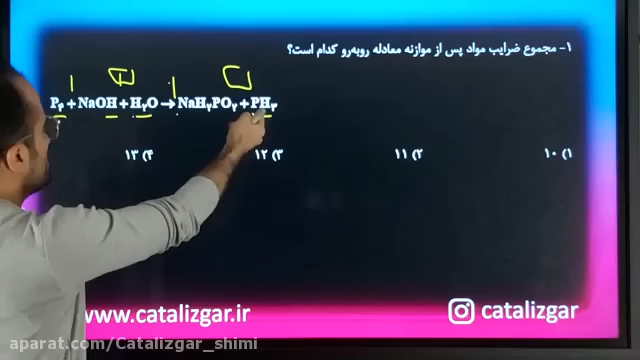 ۱- مجموع ضرایب مواد پس از موازنه معادله روبه‌رو کدام است؟
P۴ + NaOH + H۲O → NaH۲PO۲ + PH۳
۱) ۱۰ ۲) ۱۱ ۳) ۱۲ ۴) ۱۳
www.catalizgar.ir
catalizgar
aparat.com/Catalizgar_shimi